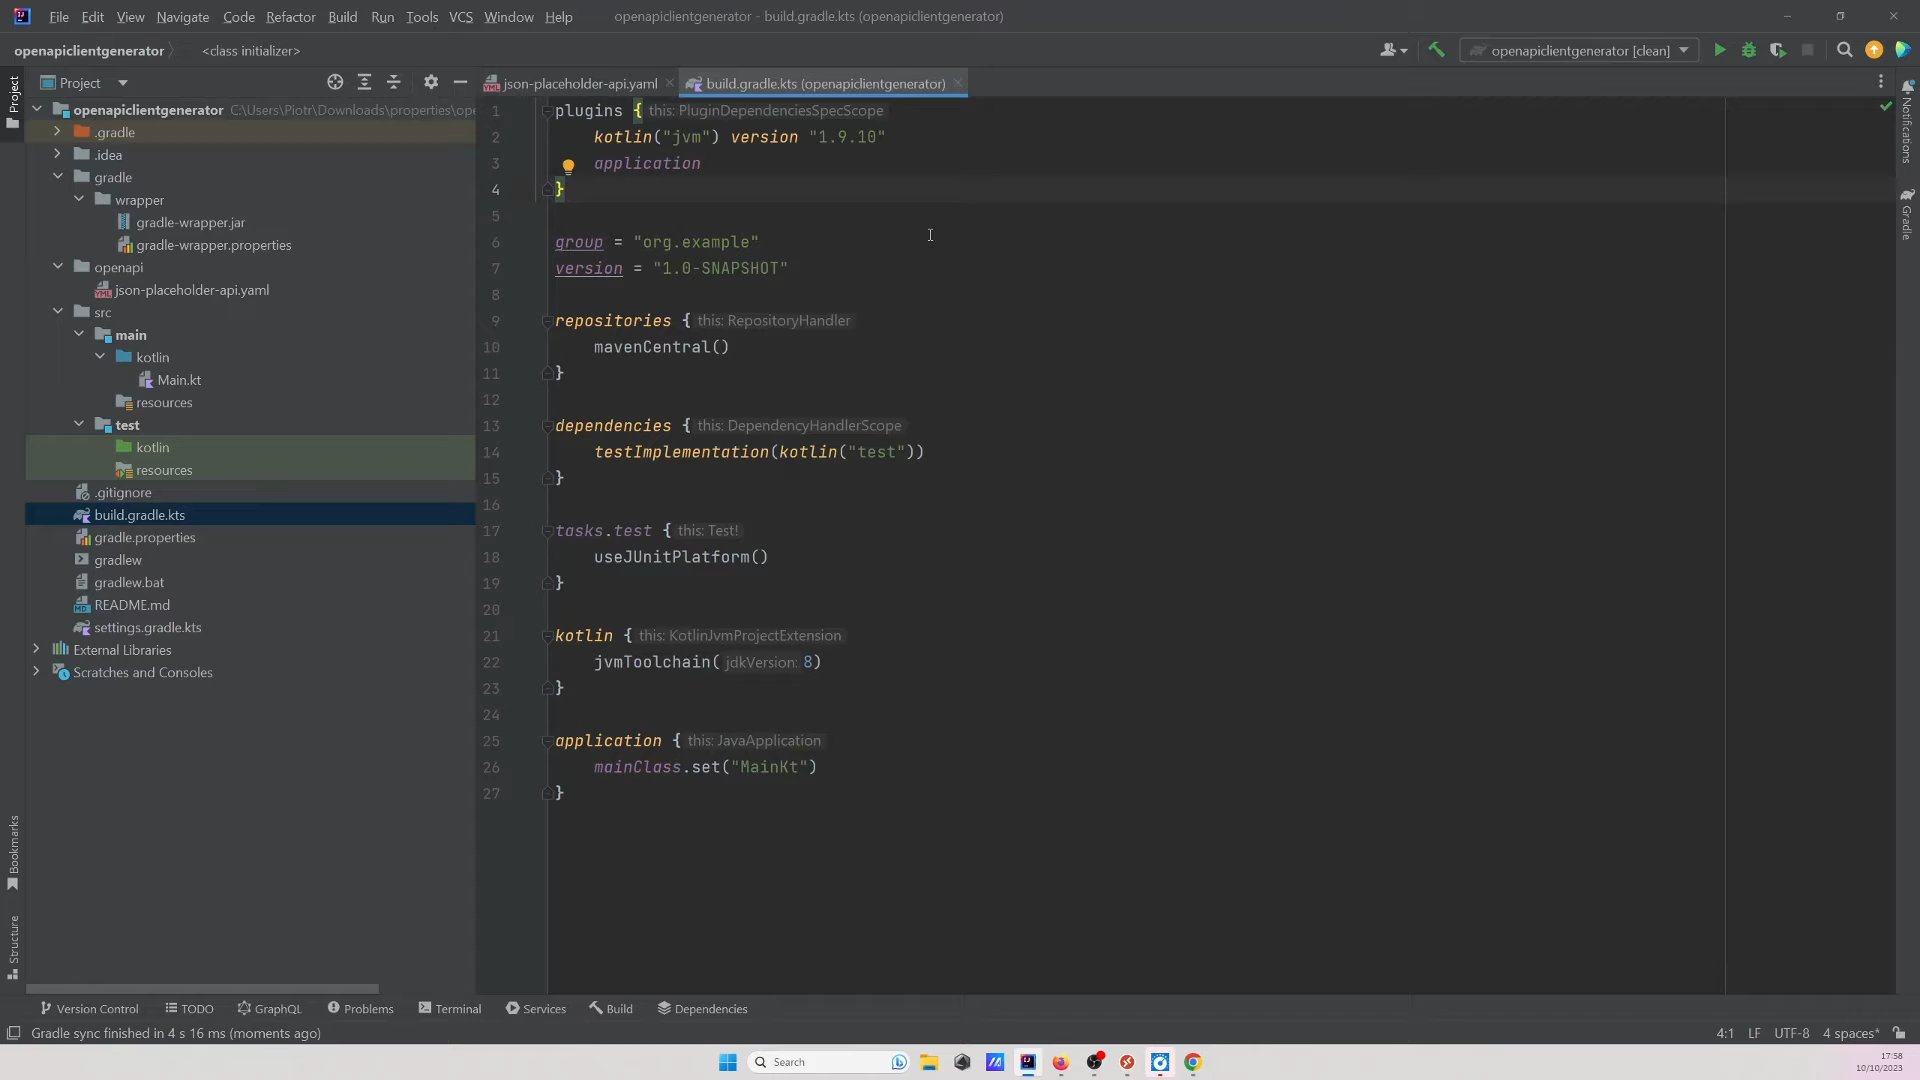 File Edit View Navigate Code Refactor Build Run Tools VCS Window Help openapiclientgenerator - build.gradle.kts (openapiclientgenerator)
openapiclientgenerator <class initializer> openapiclientgenerator [clean]
Project json-placeholder-api.yaml build.gradle.kts (openapiclientgenerator)
Project
openapiclientgenerator C:\Users\Piotr\Downloads\properties\ope
.gradle
.idea
gradle
wrapper
gradle-wrapper.jar
gradle-wrapper.properties
openapi
json-placeholder-api.yaml
src
main
kotlin
Main.kt
resources
test
kotlin
resources
.gitignore
build.gradle.kts
gradle.properties
gradlew
gradlew.bat
README.md
settings.gradle.kts
External Libraries
Scratches and Consoles
Bookmarks
Structure
1 plugins { this: PluginDependenciesSpecScope
2 kotlin("jvm") version "1.9.10"
3 application
4 }
5
6 group = "org.example"
7 version = "1.0-SNAPSHOT"
8
9 repositories { this: RepositoryHandler
10 mavenCentral()
11 }
12
13 dependencies { this: DependencyHandlerScope
14 testImplementation(kotlin("test"))
15 }
16
17 tasks.test { this: Test!
18 useJUnitPlatform()
19 }
20
21 kotlin { this: KotlinJvmProjectExtension
22 jvmToolchain( jdkVersion: 8)
23 }
24
25 application { this: JavaApplication
26 mainClass.set("MainKt")
27 }
Notifications
Gradle
Version Control TODO GraphQL Problems Terminal Services Build Dependencies
Gradle sync finished in 4 s 16 ms (moments ago) 4:1 LF UTF-8 4 spaces*
Search
17:58
10/10/2023